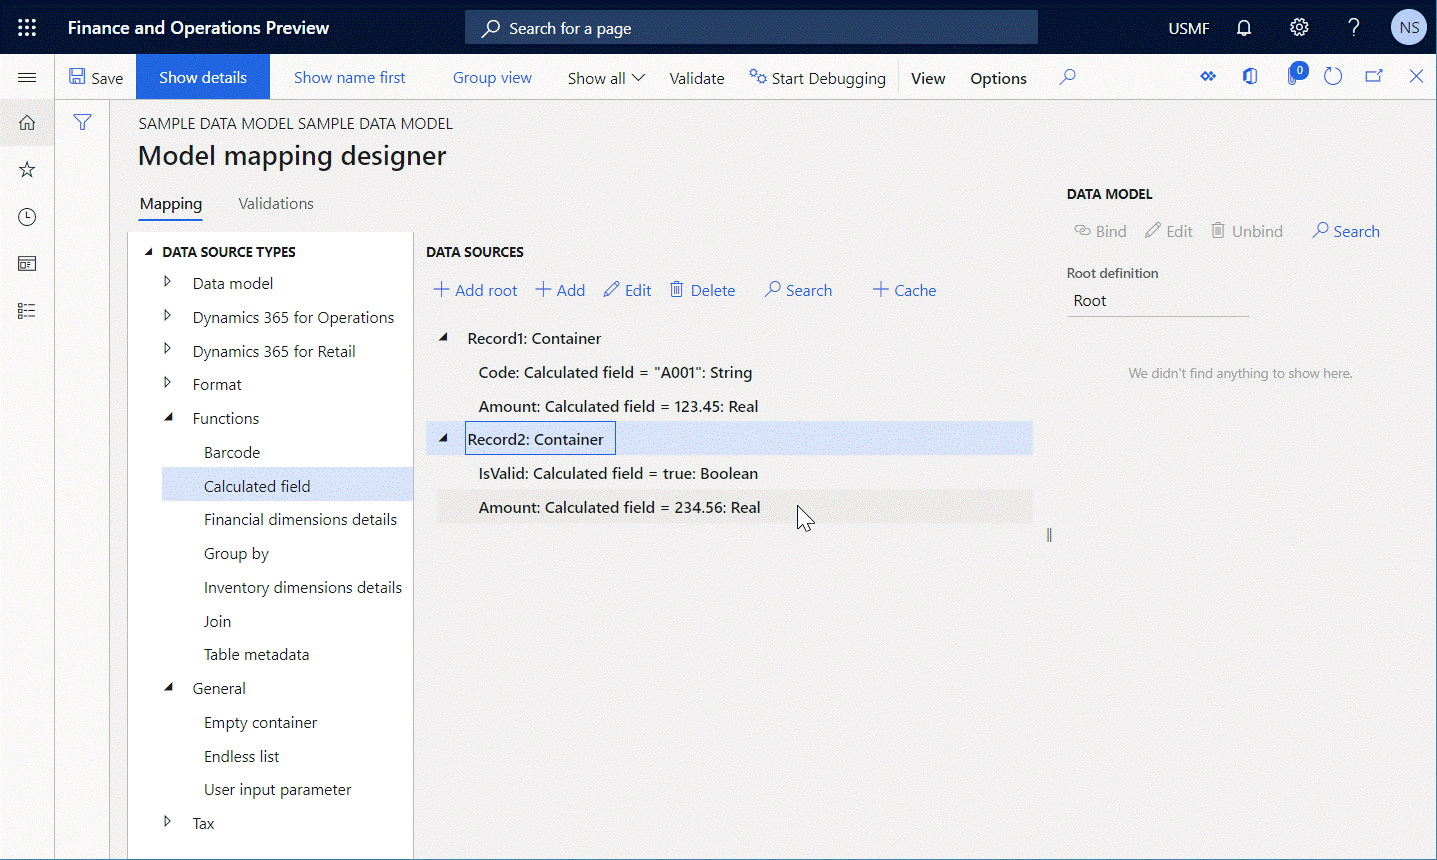 Finance and Operations Preview
Search for a page
USMF
?
NS
Save
Show details
Show name first
Group view
Show all
Validate
Start Debugging
View
Options
0
SAMPLE DATA MODEL SAMPLE DATA MODEL
Model mapping designer
Mapping
Validations
DATA SOURCE TYPES
Data model
Dynamics 365 for Operations
Dynamics 365 for Retail
Format
Functions
Barcode
Calculated field
Financial dimensions details
Group by
Inventory dimensions details
Join
Table metadata
General
Empty container
Endless list
User input parameter
Tax
DATA SOURCES
Add root
Add
Edit
Delete
Search
Cache
Record1: Container
Code: Calculated field = "A001": String
Amount: Calculated field = 123.45: Real
Record2: Container
IsValid: Calculated field = true: Boolean
Amount: Calculated field = 234.56: Real
DATA MODEL
Bind
Edit
Unbind
Search
Root definition
Root
We didn't find anything to show here.